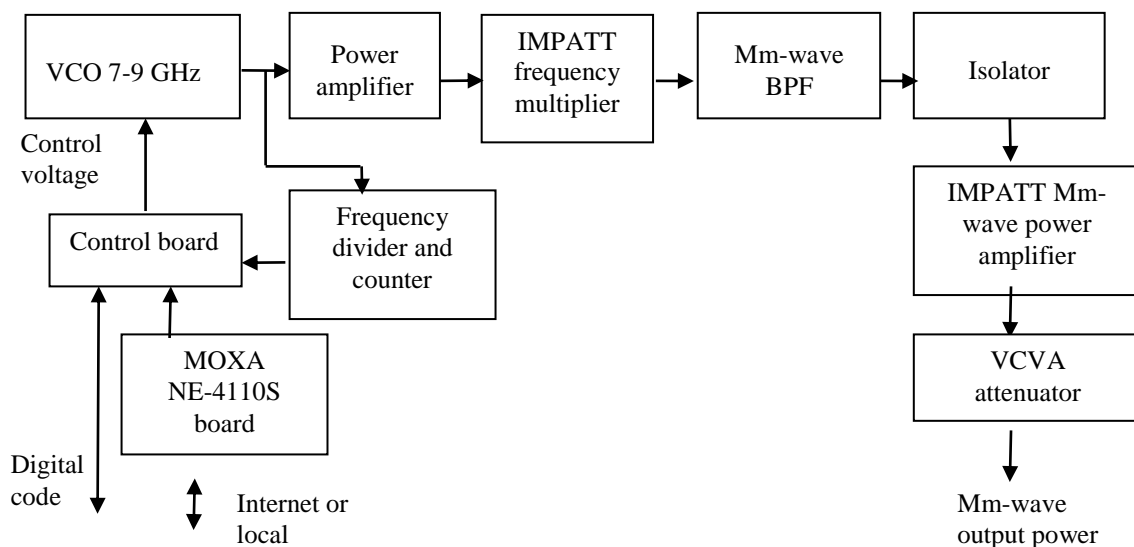 VCO 7-9 GHz
Power
amplifier
IMPATT
frequency
multiplier
Mm-wave
BPF
Isolator
Control
voltage
Control board
Frequency
divider and
counter
IMPATT Mm-
wave power
amplifier
MOXA
NE-4110S
board
VCVA
attenuator
Digital
code
Internet or
local
Mm-wave
output power